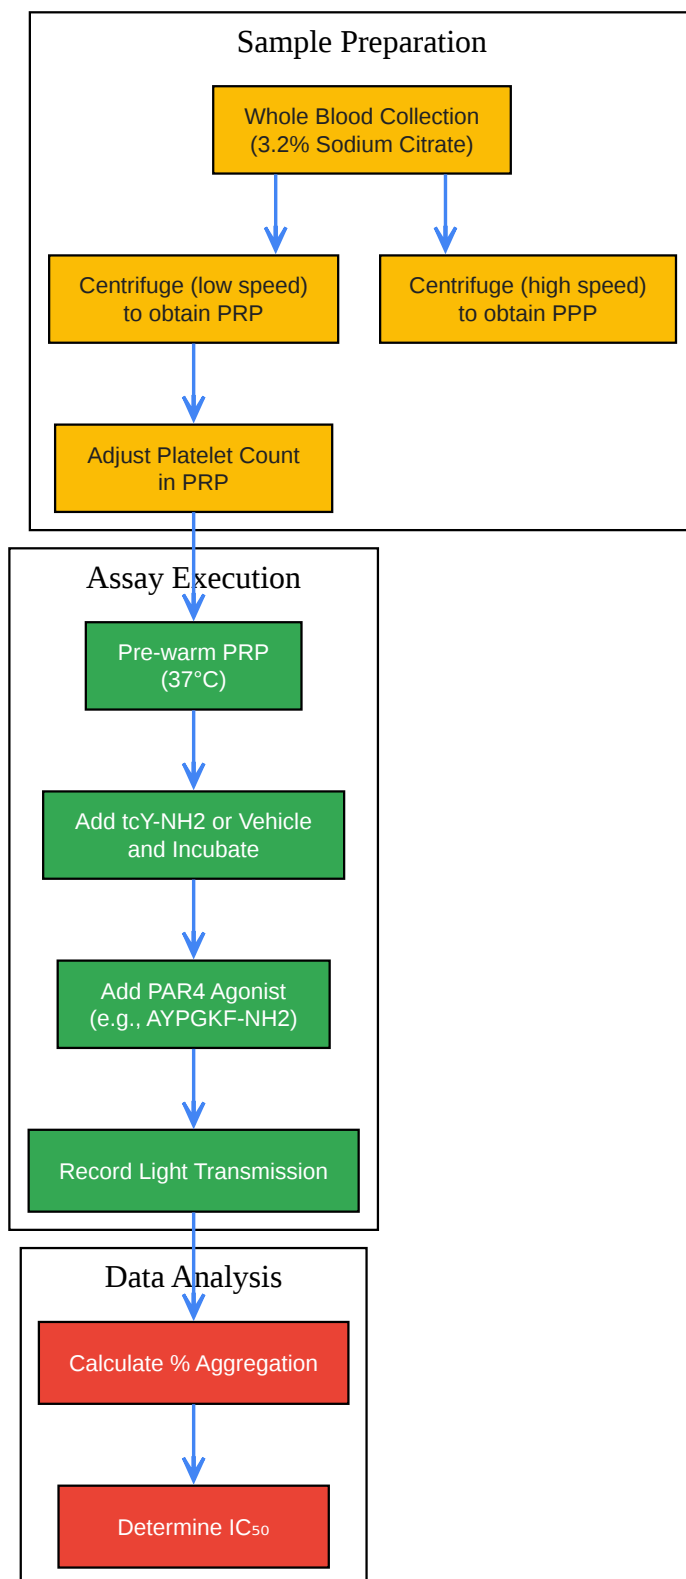 Sample Preparation
Whole Blood Collection
(3.2% Sodium Citrate)
Centrifuge (low speed)
to obtain PRP
Centrifuge (high speed)
to obtain PPP
Adjust Platelet Count
in PRP
Assay Execution
Pre-warm PRP
(37°C)
Add tcY-NH2 or Vehicle
and Incubate
Add PAR4 Agonist
(e.g., AYPGKF-NH2)
Record Light Transmission
Data Analysis
Calculate % Aggregation
Determine IC₅₀